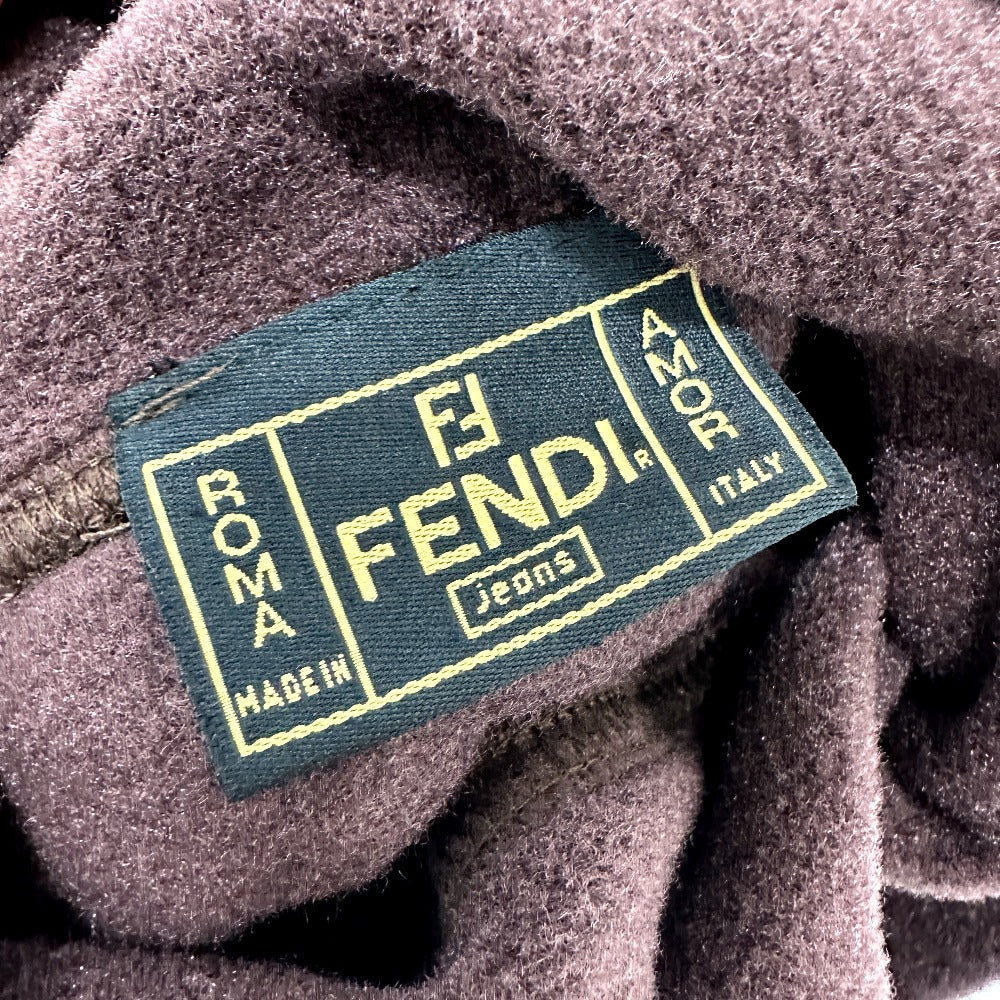 ROMA
MADE IN
FF
FENDI R
jeans
AMOR
ITALY